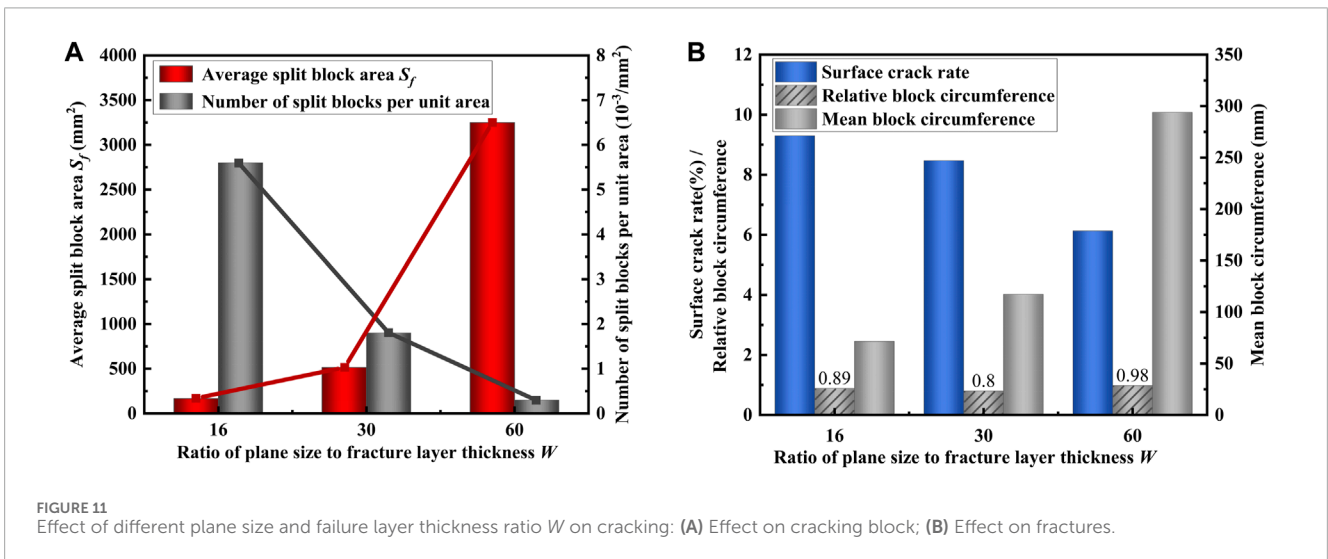 A
4000
3500
3000
2500
2000
1500
1000
500
0
Average split block area Sf (mm²)
Average split block area Sf
Number of split blocks per unit area
8
7
6
5
4
3
2
1
0
Number of split blocks per unit area (10⁻³/mm²)
16 30 60
Ratio of plane size to fracture layer thickness W
B
12
10
8
6
4
2
0
Surface crack rate(%) /
Relative block circumference
Surface crack rate
Relative block circumference
Mean block circumference
0.89 0.8 0.98
350
300
250
200
150
100
50
0
Mean block circumference (mm)
16 30 60
Ratio of plane size to fracture layer thickness W
FIGURE 11
Effect of different plane size and failure layer thickness ratio W on cracking: (A) Effect on cracking block; (B) Effect on fractures.